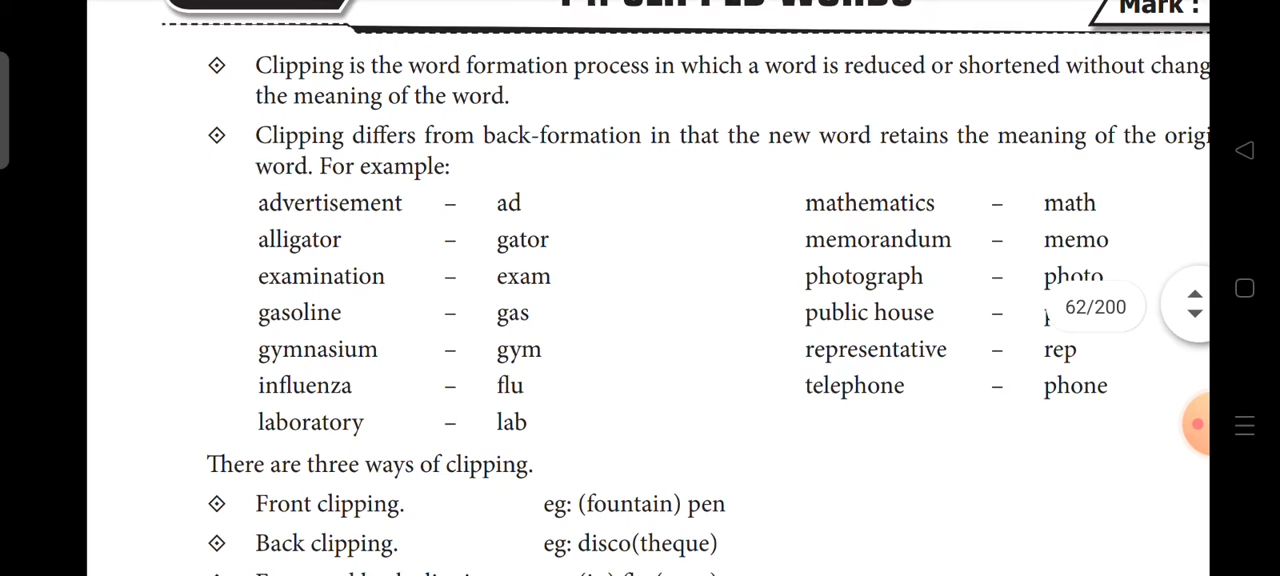 Mark :
Clipping is the word formation process in which a word is reduced or shortened without chang
the meaning of the word.
Clipping differs from back-formation in that the new word retains the meaning of the origi
word. For example:
advertisement – ad mathematics – math
alligator – gator memorandum – memo
examination – exam photograph – photo
gasoline – gas public house –
62/200
gymnasium – gym representative – rep
influenza – flu telephone – phone
laboratory – lab
There are three ways of clipping.
Front clipping. eg: (fountain) pen
Back clipping. eg: disco(theque)